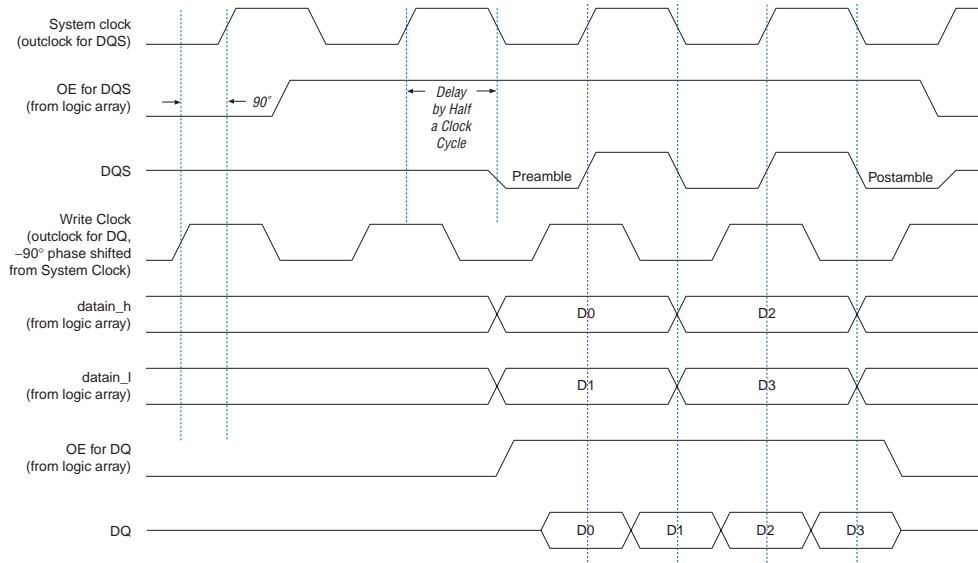 System clock
(outclock for DQS)
OE for DQS
(from logic array)
90°
Delay
by Half
a Clock
Cycle
DQS
Preamble
Postamble
Write Clock
(outclock for DQ,
–90° phase shifted
from System Clock)
datain_h
(from logic array)
D0
D2
datain_l
(from logic array)
D1
D3
OE for DQ
(from logic array)
DQ
D0
D1
D2
D3